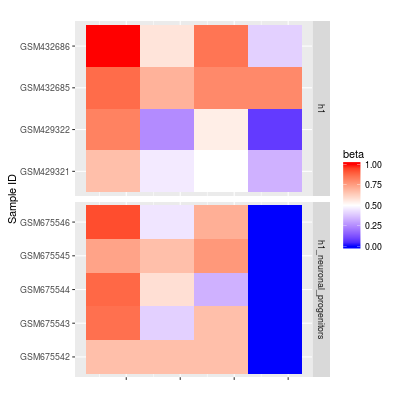 GSM432686
GSM432685
GSM429322
GSM429321
h1
GSM675546
GSM675545
GSM675544
GSM675543
GSM675542
h1_neuronal_progenitors
Sample ID
beta
1.00
0.75
0.50
0.25
0.00